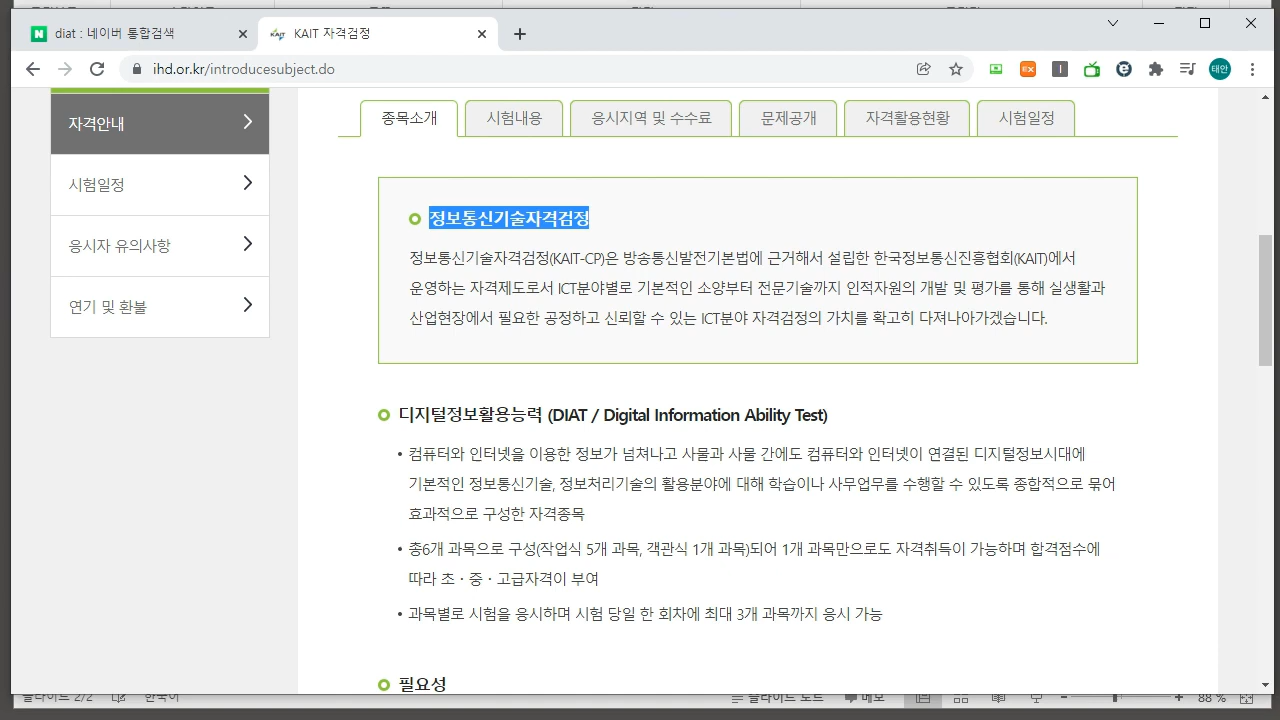 diat : 네이버 통합검색
KAIT 자격검정
ihd.or.kr/introducesubject.do
태안
자격안내
시험일정
응시자 유의사항
연기 및 환불
종목소개
시험내용
응시지역 및 수수료
문제공개
자격활용현황
시험일정
정보통신기술자격검정
정보통신기술자격검정(KAIT-CP)은 방송통신발전기본법에 근거해서 설립한 한국정보통신진흥협회(KAIT)에서
운영하는 자격제도로서 ICT분야별로 기본적인 소양부터 전문기술까지 인적자원의 개발 및 평가를 통해 실생활과
산업현장에서 필요한 공정하고 신뢰할 수 있는 ICT분야 자격검정의 가치를 확고히 다져나아가겠습니다.
디지털정보활용능력 (DIAT / Digital Information Ability Test)
• 컴퓨터와 인터넷을 이용한 정보가 넘쳐나고 사물과 사물 간에도 컴퓨터와 인터넷이 연결된 디지털정보시대에
기본적인 정보통신기술, 정보처리기술의 활용분야에 대해 학습이나 사무업무를 수행할 수 있도록 종합적으로 묶어
효과적으로 구성한 자격종목
• 총6개 과목으로 구성(작업식 5개 과목, 객관식 1개 과목)되어 1개 과목만으로도 자격취득이 가능하며 합격점수에
따라 초 · 중 · 고급자격이 부여
• 과목별로 시험을 응시하며 시험 당일 한 회차에 최대 3개 과목까지 응시 가능
필요성
슬라이드 2/2
한국어
슬라이드 노트
메모
88 %